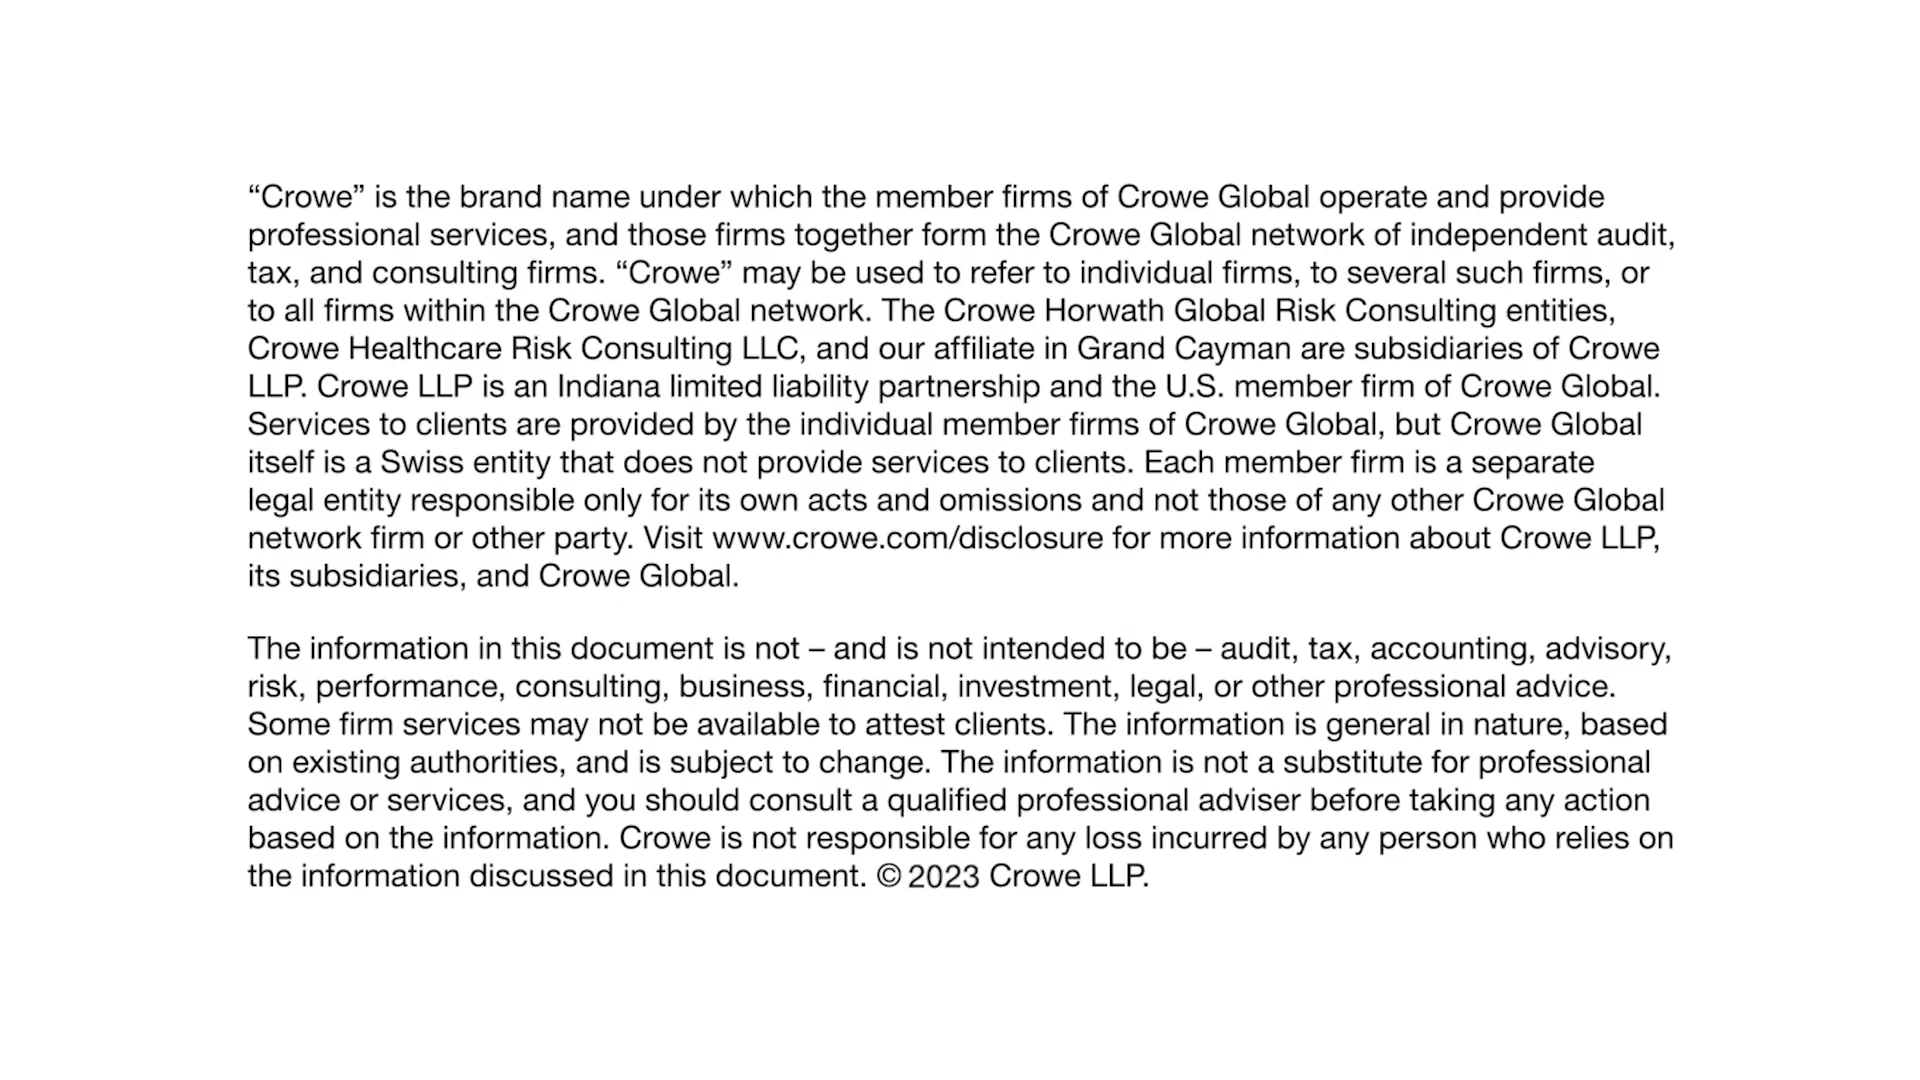 “Crowe” is the brand name under which the member firms of Crowe Global operate and provide
professional services, and those firms together form the Crowe Global network of independent audit,
tax, and consulting firms. “Crowe” may be used to refer to individual firms, to several such firms, or
to all firms within the Crowe Global network. The Crowe Horwath Global Risk Consulting entities,
Crowe Healthcare Risk Consulting LLC, and our affiliate in Grand Cayman are subsidiaries of Crowe
LLP. Crowe LLP is an Indiana limited liability partnership and the U.S. member firm of Crowe Global.
Services to clients are provided by the individual member firms of Crowe Global, but Crowe Global
itself is a Swiss entity that does not provide services to clients. Each member firm is a separate
legal entity responsible only for its own acts and omissions and not those of any other Crowe Global
network firm or other party. Visit www.crowe.com/disclosure for more information about Crowe LLP,
its subsidiaries, and Crowe Global.
The information in this document is not – and is not intended to be – audit, tax, accounting, advisory,
risk, performance, consulting, business, financial, investment, legal, or other professional advice.
Some firm services may not be available to attest clients. The information is general in nature, based
on existing authorities, and is subject to change. The information is not a substitute for professional
advice or services, and you should consult a qualified professional adviser before taking any action
based on the information. Crowe is not responsible for any loss incurred by any person who relies on
the information discussed in this document. © 2023 Crowe LLP.